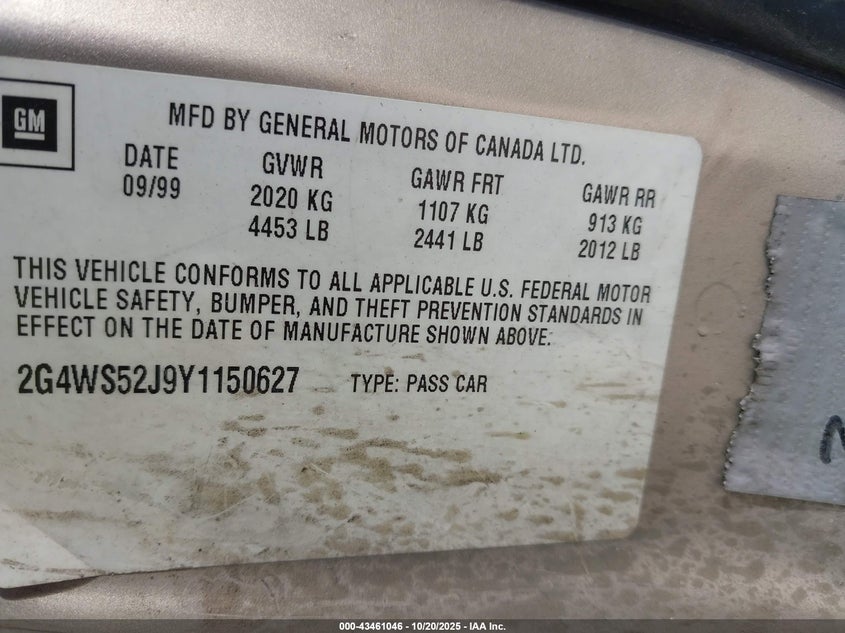 GM
MFD BY GENERAL MOTORS OF CANADA LTD.
DATE GVWR GAWR FRT GAWR RR
09/99 2020 KG 1107 KG 913 KG
4453 LB 2441 LB 2012 LB
THIS VEHICLE CONFORMS TO ALL APPLICABLE U.S. FEDERAL MOTOR
VEHICLE SAFETY, BUMPER, AND THEFT PREVENTION STANDARDS IN
EFFECT ON THE DATE OF MANUFACTURE SHOWN ABOVE.
2G4WS52J9Y1150627 TYPE: PASS CAR
000-43461046 | 10/20/2025 - IAA Inc.